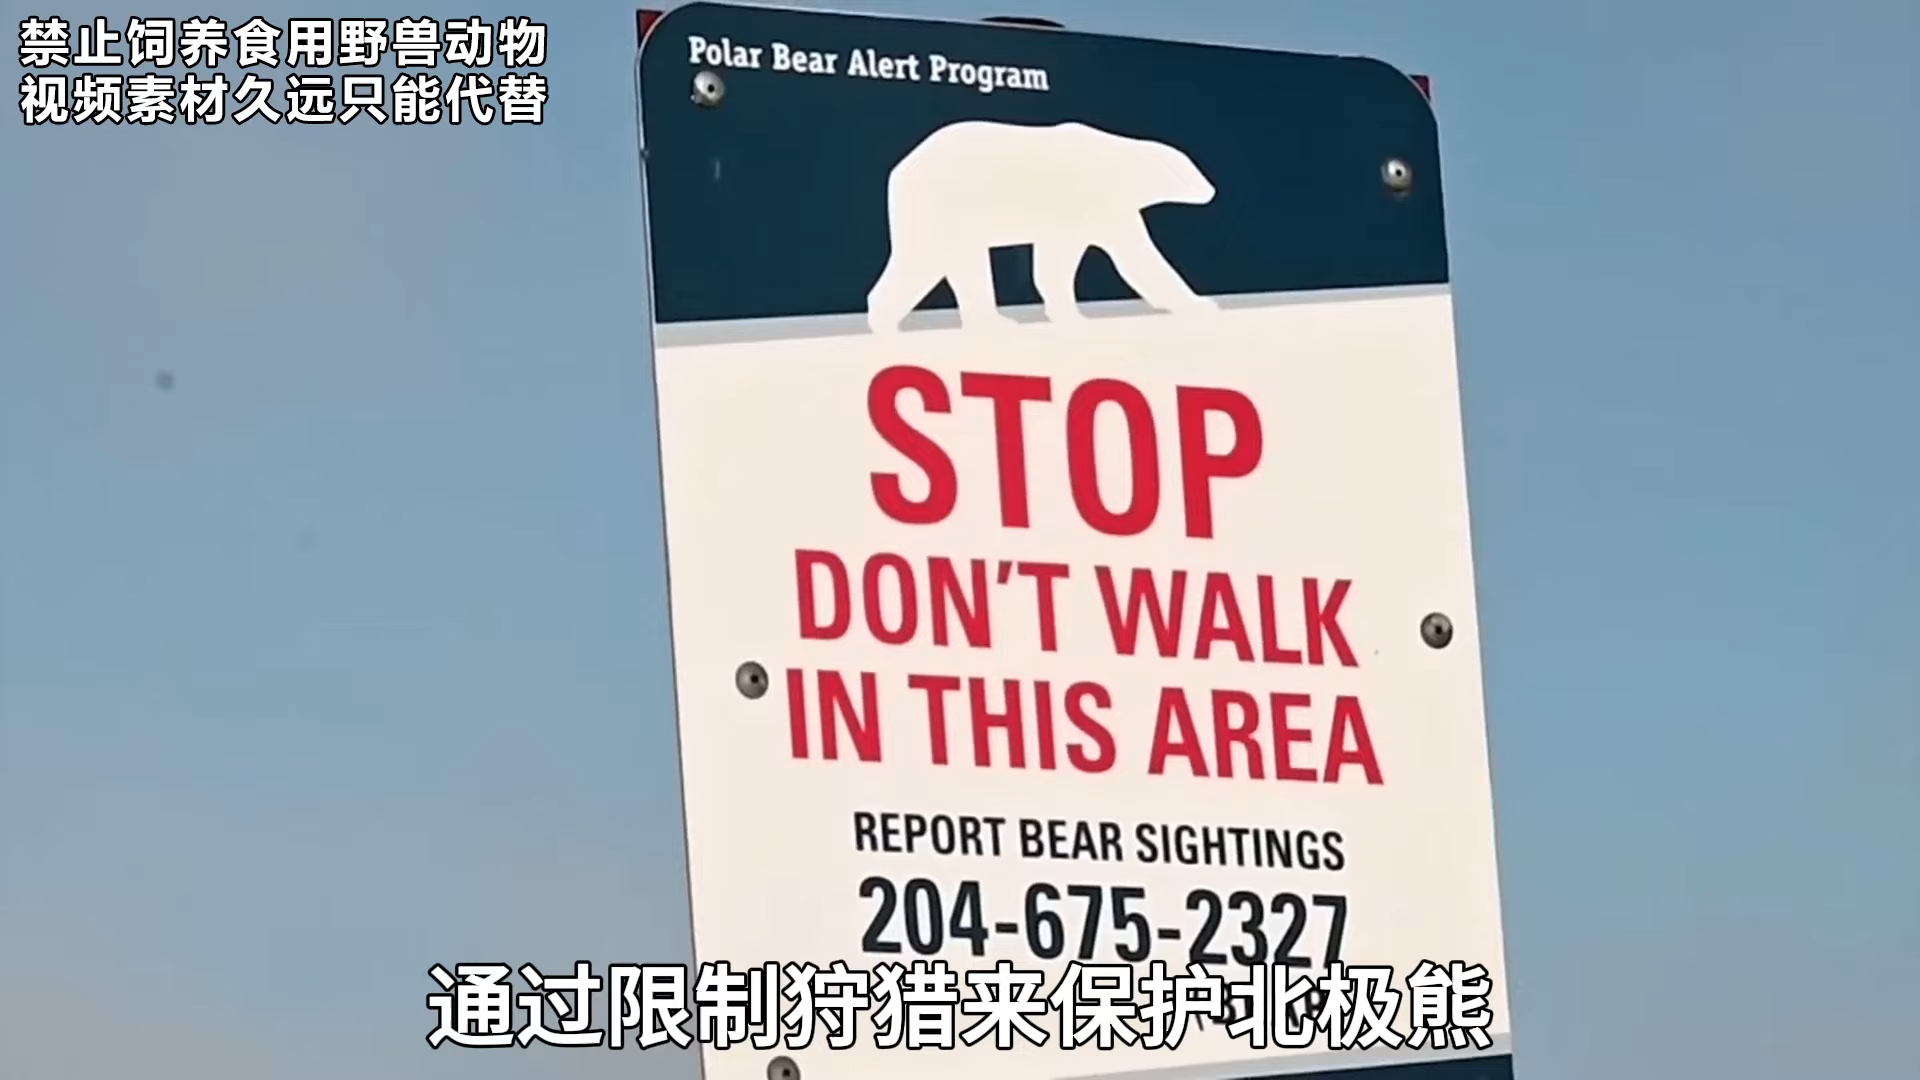 禁止饲养食用野兽动物
视频素材久远只能代替
Polar Bear Alert Program
STOP
DON'T WALK
IN THIS AREA
REPORT BEAR SIGHTINGS
204-675-2327
通过限制狩猎来保护北极熊